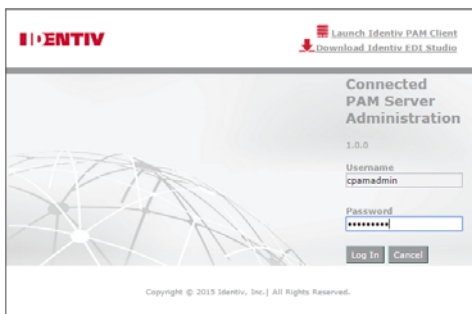 IDENTIV
Launch Identiv PAM Client
Download Identiv EDI Studio
Connected
PAM Server
Administration
1.0.0
Username
cpamadmin
Password
•••••••••
Log In
Cancel
Copyright © 2015 Identiv, Inc.| All Rights Reserved.